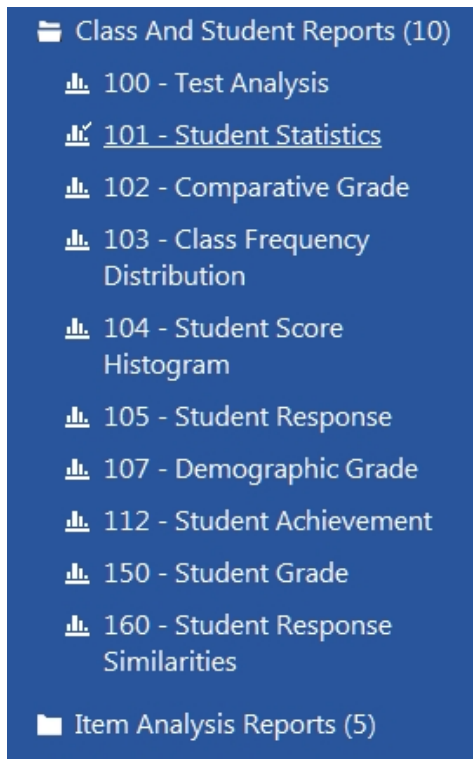 Class And Student Reports (10)
100 - Test Analysis
101 - Student Statistics
102 - Comparative Grade
103 - Class Frequency
Distribution
104 - Student Score
Histogram
105 - Student Response
107 - Demographic Grade
112 - Student Achievement
150 - Student Grade
160 - Student Response
Similarities
Item Analysis Reports (5)